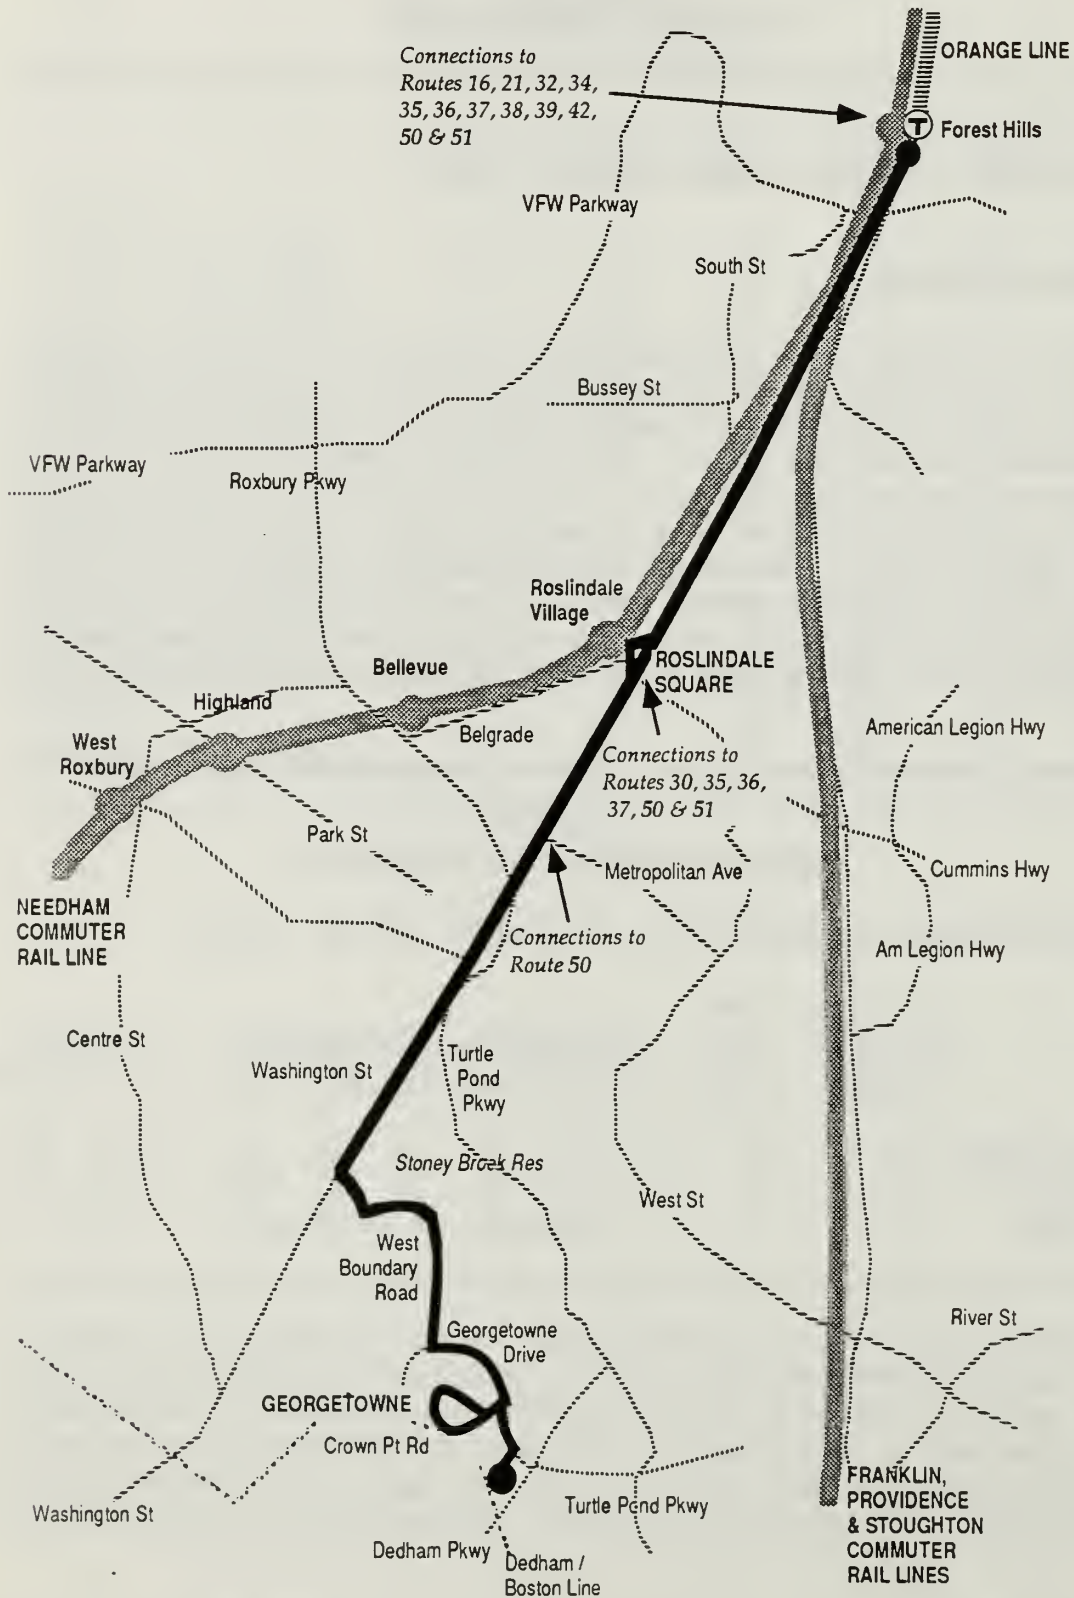 ORANGE LINE
Connections to
Routes 16, 21, 32, 34,
35, 36, 37, 38, 39, 42,
50 & 51
T
Forest Hills
VFW Parkway
South St
Bussey St
VFW Parkway
Roxbury Pkwy
Roslindale
Village
ROSLINDALE
SQUARE
Bellevue
Highland
Belgrade
West
Roxbury
American Legion Hwy
Connections to
Routes 30, 35, 36,
37, 50 & 51
Park St
Metropolitan Ave
Cummins Hwy
NEEDHAM
COMMUTER
RAIL LINE
Connections to
Route 50
Am Legion Hwy
Centre St
Washington St
Turtle
Pond
Pkwy
Stoney Brook Res
West St
West
Boundary
Road
River St
Georgetowne
Drive
GEORGETOWNE
Crown Pt Rd
Washington St
Turtle Pond Pkwy
FRANKLIN,
PROVIDENCE
& STOUGHTON
COMMUTER
RAIL LINES
Dedham Pkwy
Dedham /
Boston Line